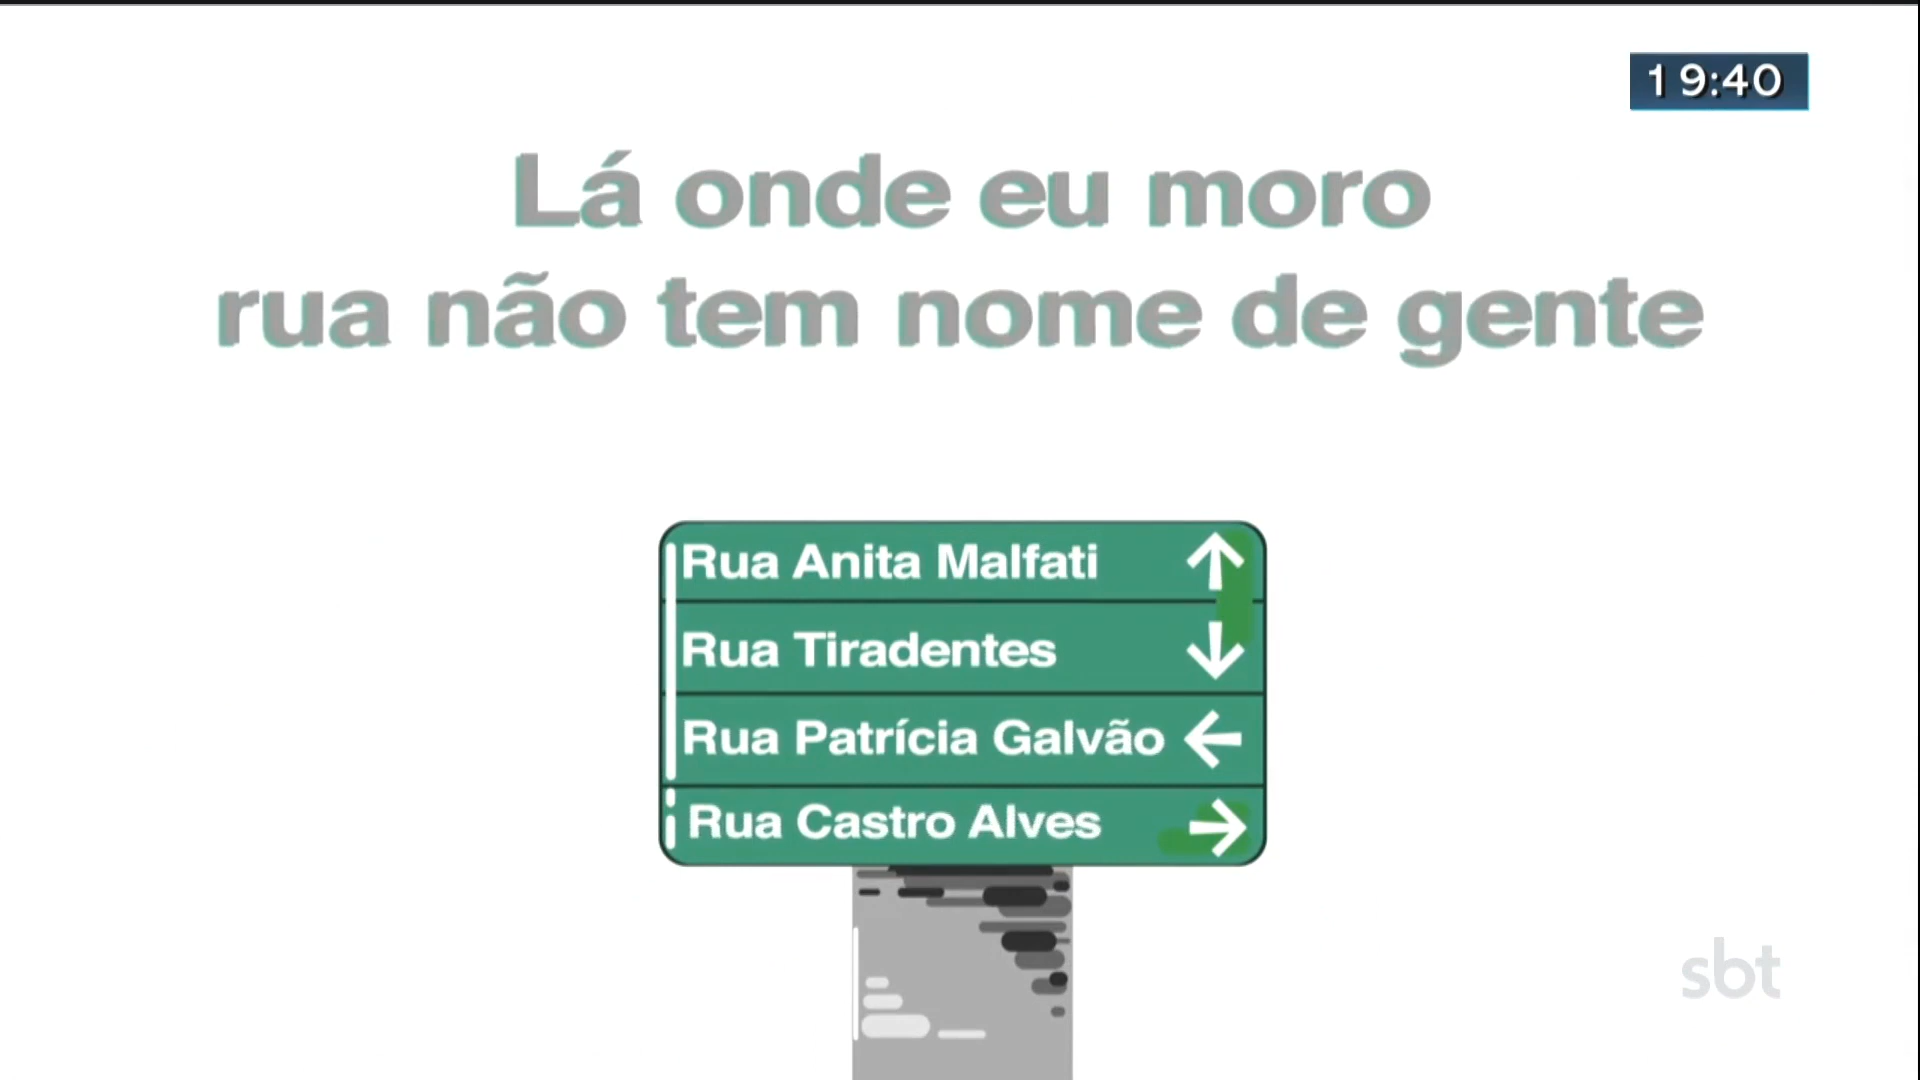 19:40
Lá onde eu moro
rua não tem nome de gente
Rua Anita Malfati
Rua Tiradentes
Rua Patrícia Galvão
Rua Castro Alves
sbt